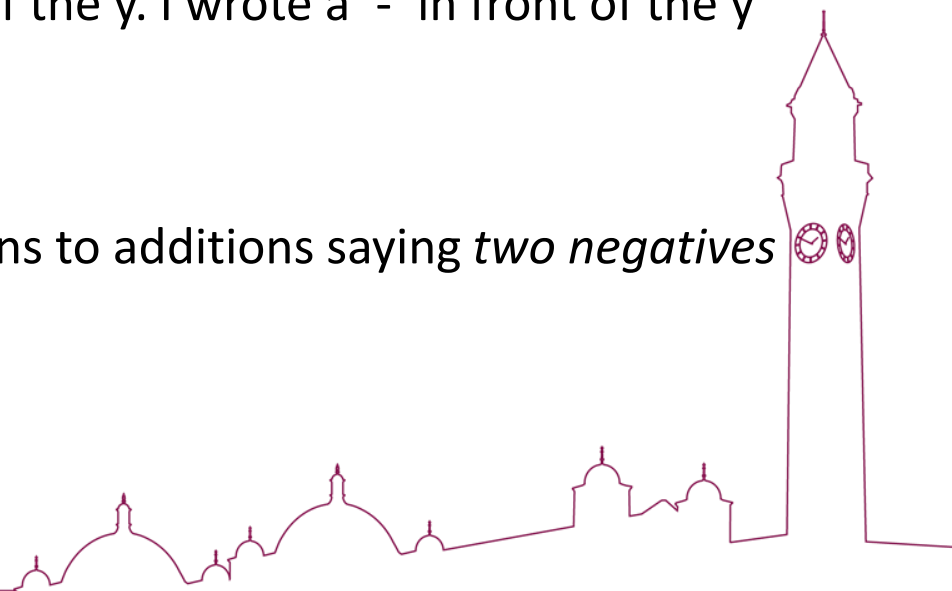 the y. I wrote a '-' in front of the y
ns to additions saying two negatives